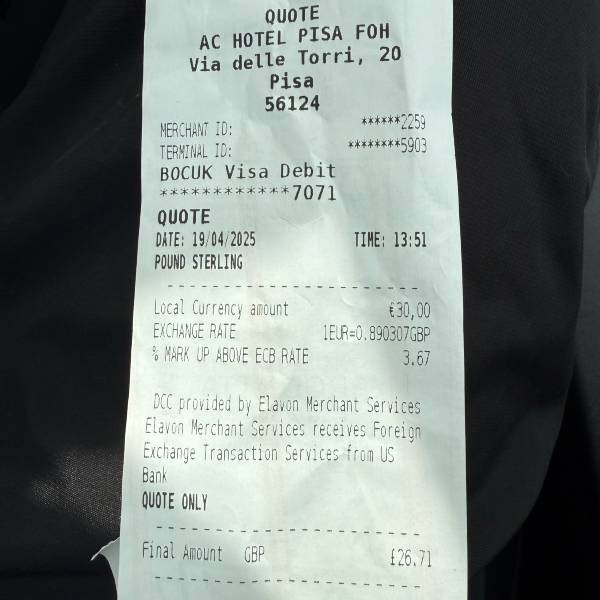 QUOTE
AC HOTEL PISA FOH
Via delle Torri, 20
Pisa
56124
MERCHANT ID: ******2259
TERMINAL ID: ********5903
BOCUK Visa Debit
************7071
QUOTE
DATE: 19/04/2025 TIME: 13:51
POUND STERLING
Local Currency amount €30,00
EXCHANGE RATE 1EUR=0.890307GBP
% MARK UP ABOVE ECB RATE 3.67
DCC provided by Elavon Merchant Services
Elavon Merchant Services receives Foreign
Exchange Transaction Services from US
Bank
QUOTE ONLY
Final Amount GBP £26.71